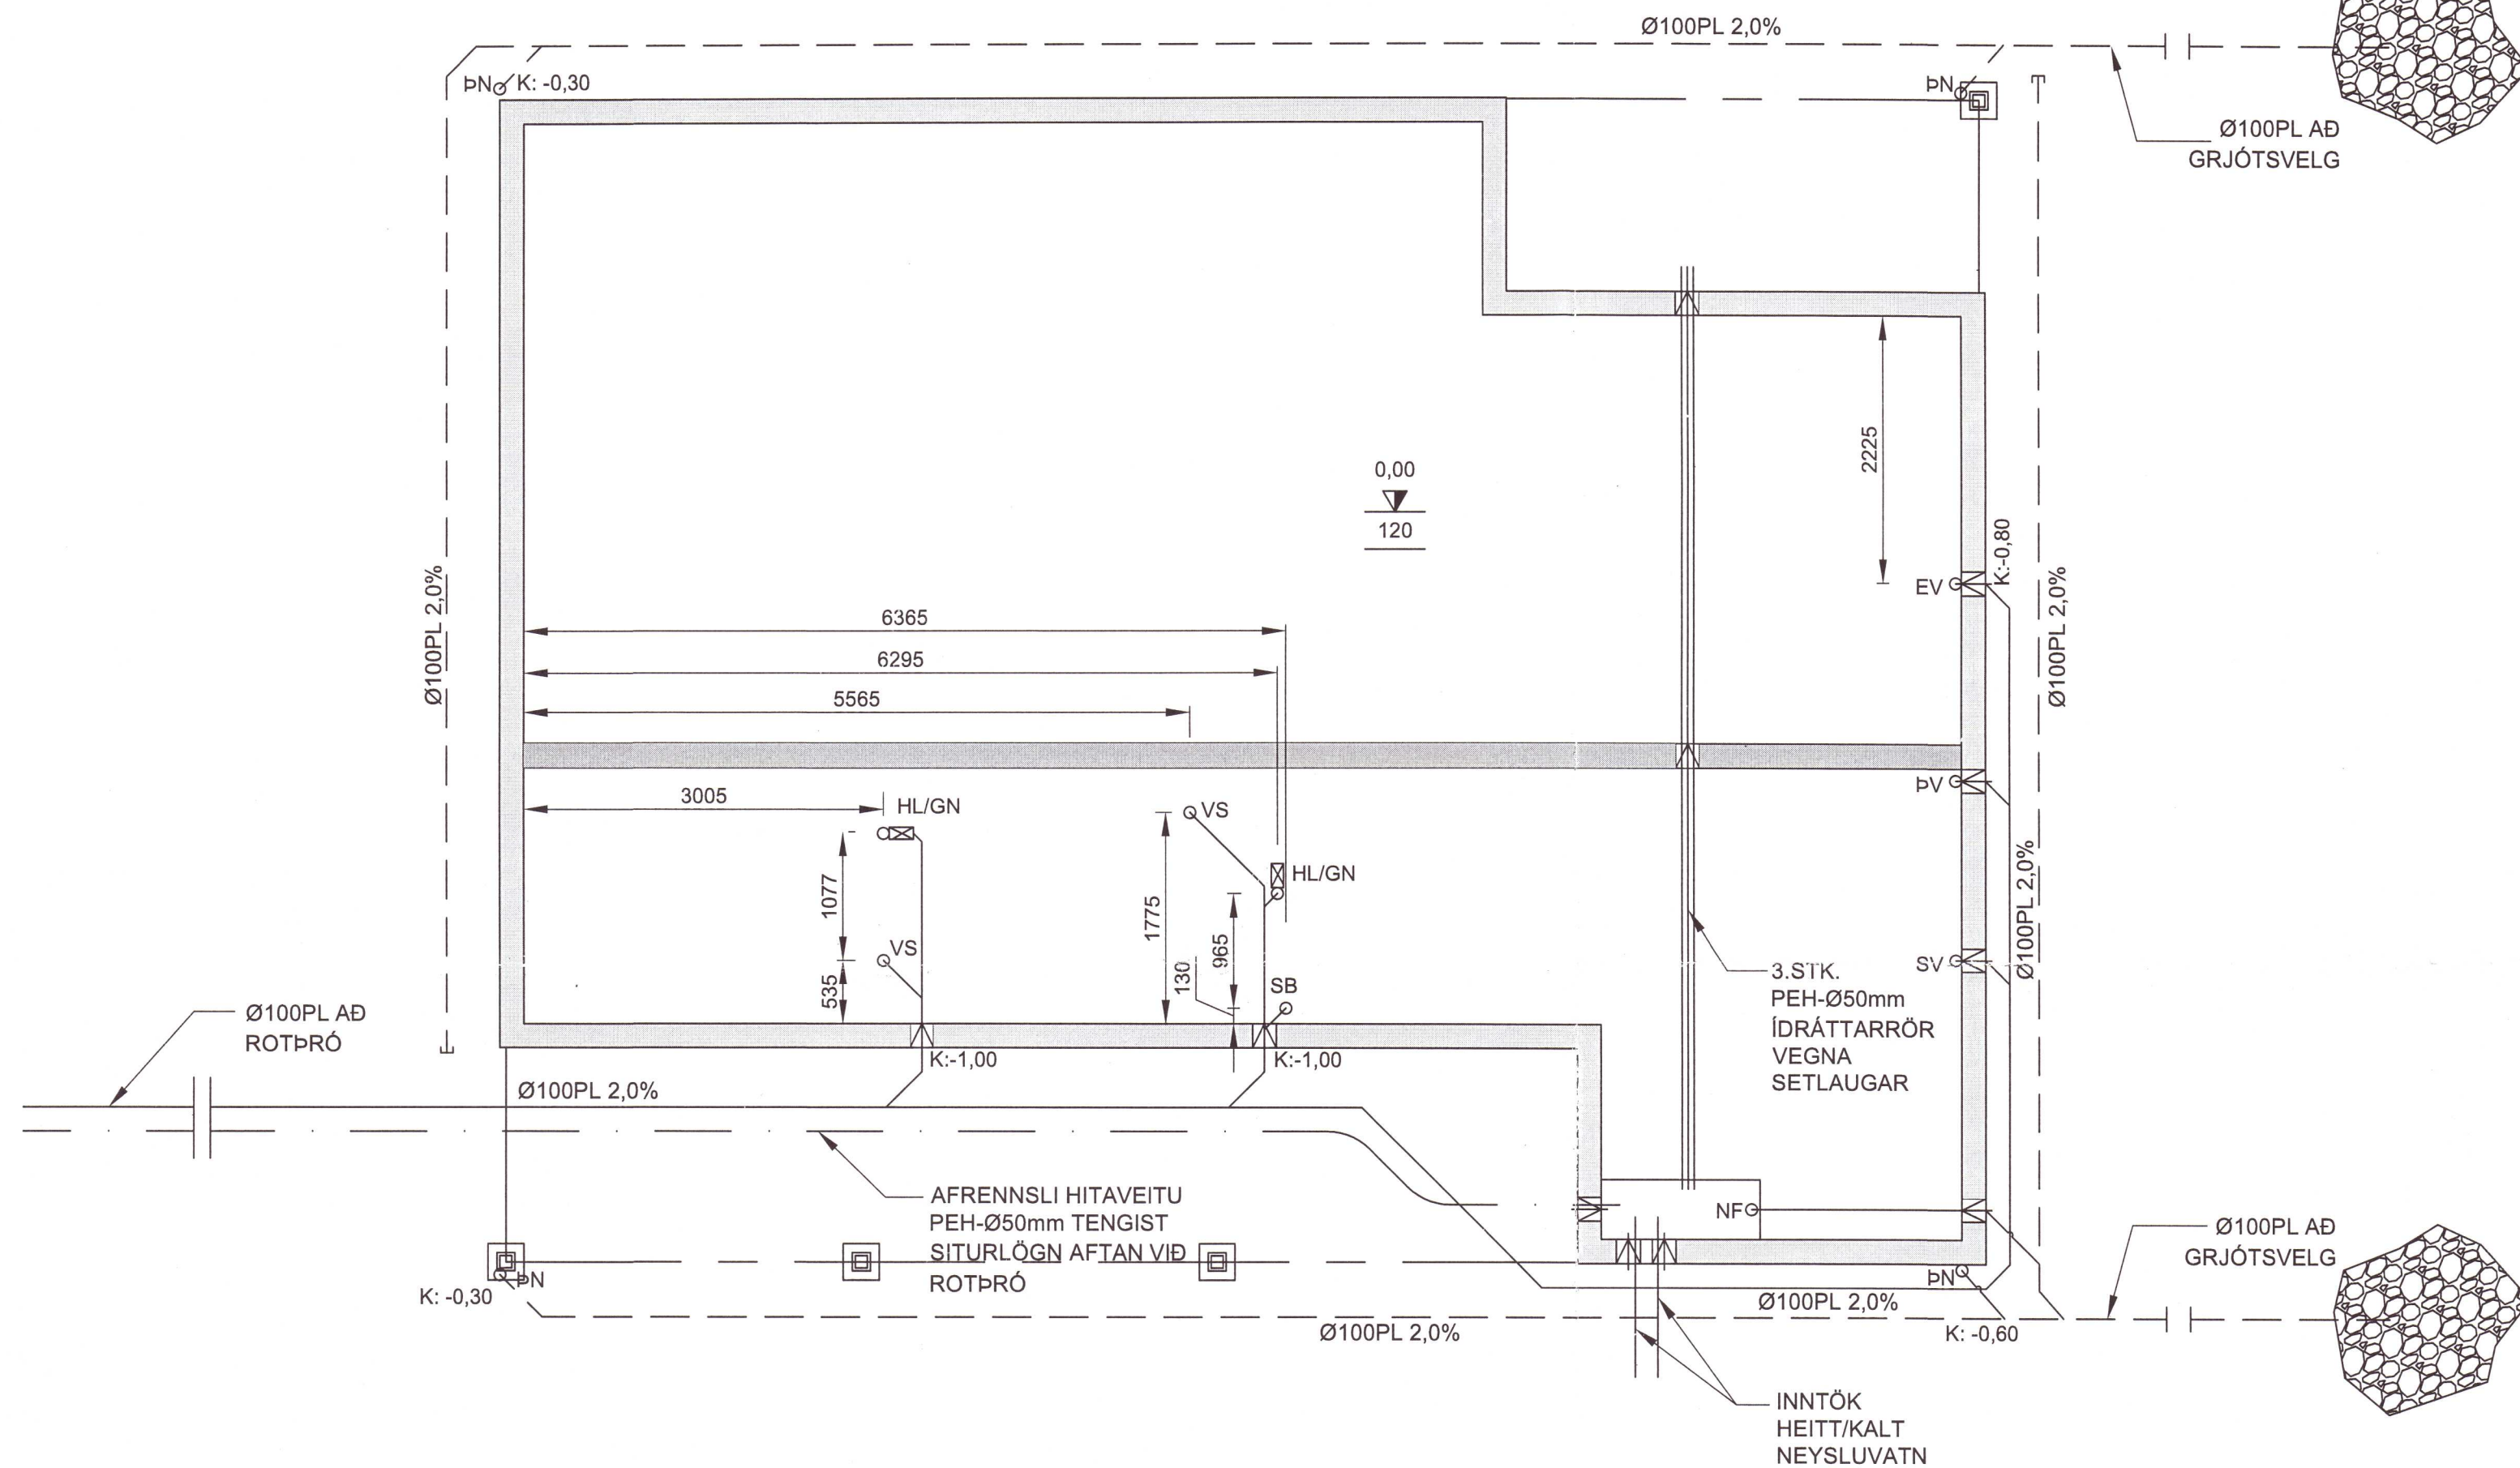 Ø100PL 2,0%
ÞN
K: -0,30
ÞN
Ø100PL AÐ
GRJÓTSVELG
0,00
120
2225
K:-0,80
EV
Ø100PL 2,0%
Ø100PL 2,0%
6365
6295
5565
ÞV
3005
HL/GN
VS
HL/GN
1077
1775
965
130
VS
535
SB
SV
Ø100PL 2,0%
3.STK.
PEH-Ø50mm
ÍDRÁTTARRÖR
VEGNA
SETLAUGAR
Ø100PL AÐ
ROTÞRÓ
K:-1,00
K:-1,00
Ø100PL 2,0%
AFRENNSLI HITAVEITU
PEH-Ø50mm TENGIST
SITURLÖGN AFTAN VIÐ
ROTÞRÓ
NF
Ø100PL AÐ
GRJÓTSVELG
ÞN
K: -0,30
ÞN
Ø100PL 2,0%
Ø100PL 2,0%
K: -0,60
INNTÖK
HEITT/KALT
NEYSLUVATN